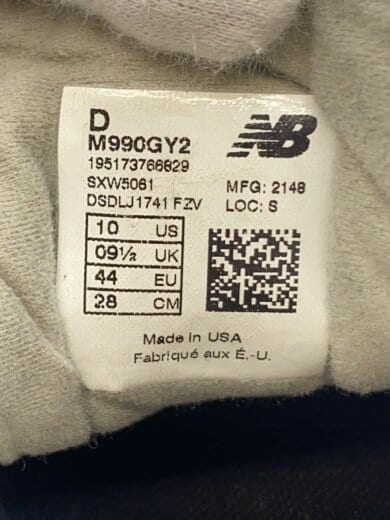 D
M990GY2
NB
195173766829
SXW5061
MFG: 2148
DSDLJ1741 FZV
LOC: S
10 US
09½ UK
44 EU
28 CM
Made in USA
Fabriqué aux É.-U.